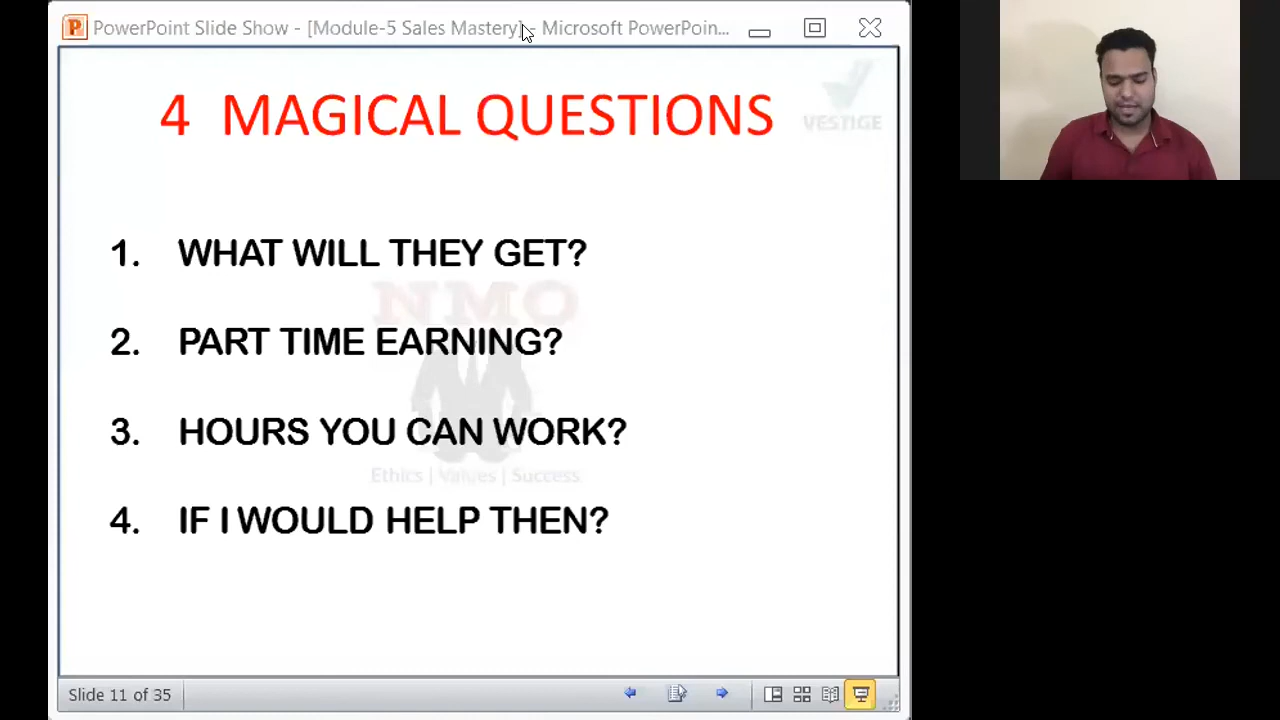 PowerPoint Slide Show - [Module-5 Sales Mastery] - Microsoft PowerPoin...
4 MAGICAL QUESTIONS
VESTIGE
1. WHAT WILL THEY GET?
NMO
2. PART TIME EARNING?
3. HOURS YOU CAN WORK?
Ethics | Values | Success
4. IF I WOULD HELP THEN?
Slide 11 of 35